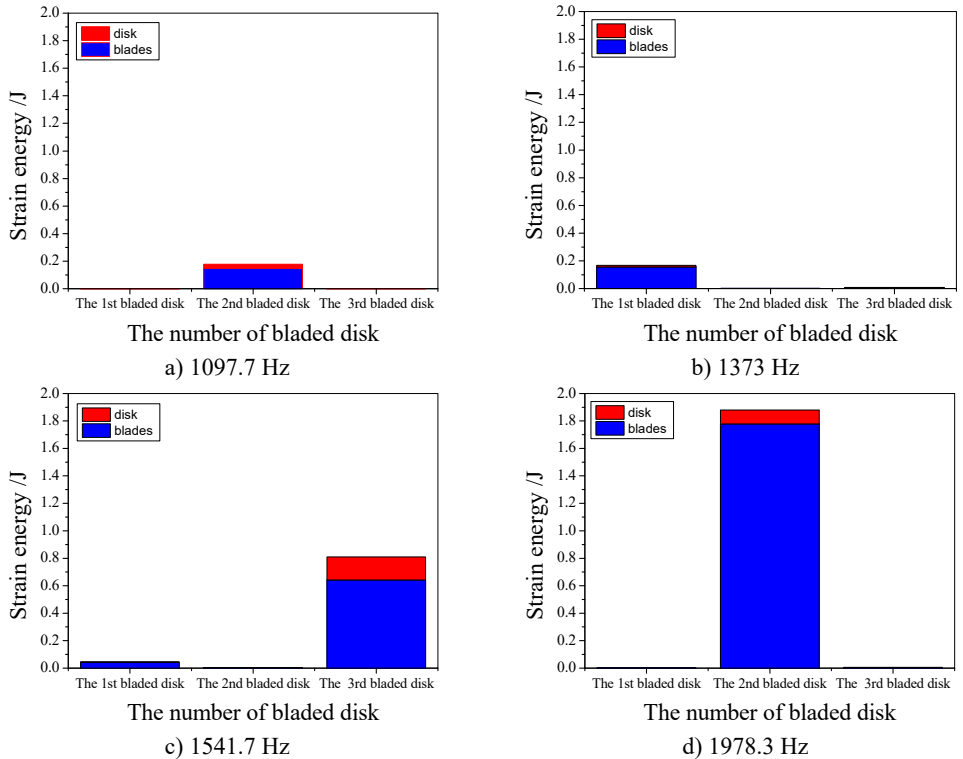 2.0
1.8
1.6
1.4
1.2
1.0
0.8
0.6
0.4
0.2
0.0
Strain energy /J
disk
blades
The 1st bladed disk The 2nd bladed disk The 3rd bladed disk
The number of bladed disk
a) 1097.7 Hz
2.0
1.8
1.6
1.4
1.2
1.0
0.8
0.6
0.4
0.2
0.0
Strain energy /J
disk
blades
The 1st bladed disk The 2nd bladed disk The 3rd bladed disk
The number of bladed disk
b) 1373 Hz
2.0
1.8
1.6
1.4
1.2
1.0
0.8
0.6
0.4
0.2
0.0
Strain energy /J
disk
blades
The 1st bladed disk The 2nd bladed disk The 3rd bladed disk
The number of bladed disk
c) 1541.7 Hz
2.0
1.8
1.6
1.4
1.2
1.0
0.8
0.6
0.4
0.2
0.0
Strain energy /J
disk
blades
The 1st bladed disk The 2nd bladed disk The 3rd bladed disk
The number of bladed disk
d) 1978.3 Hz